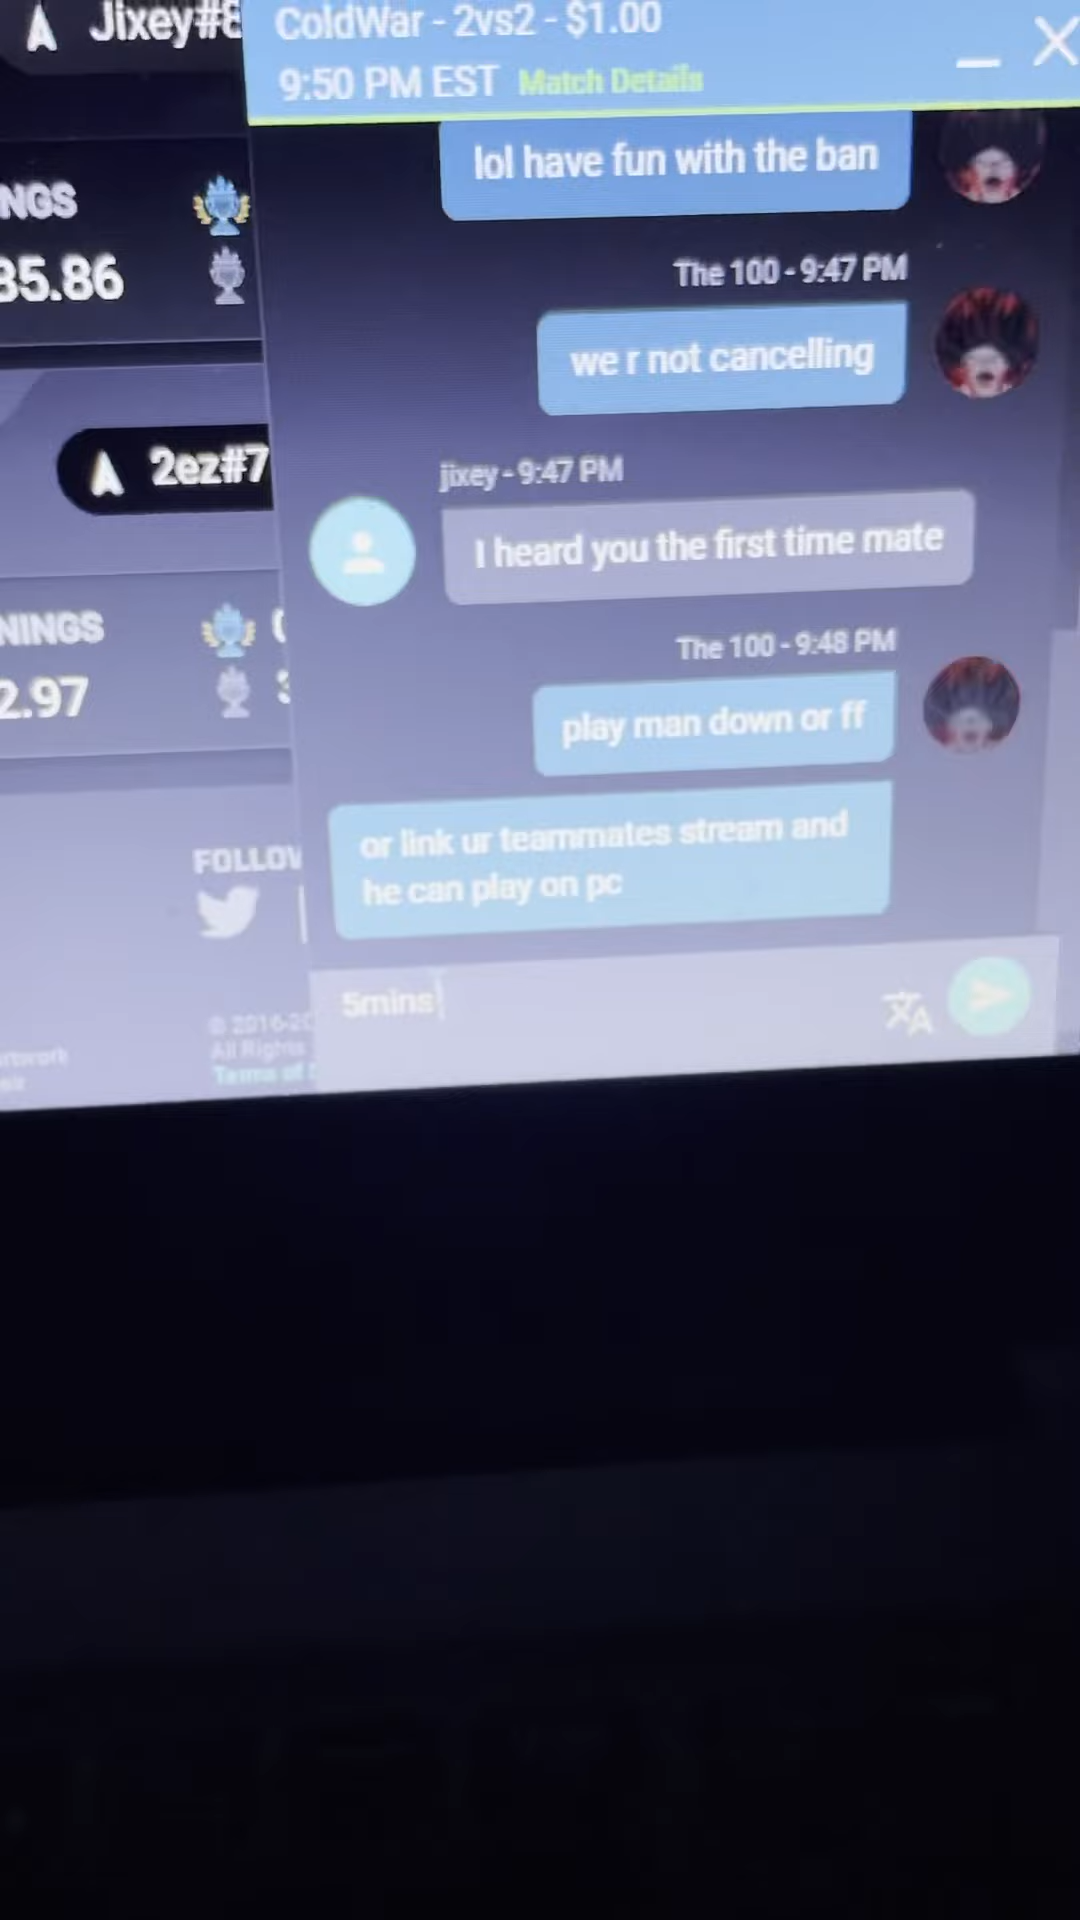 Jixey#8
ColdWar - 2vs2 - $1.00
9:50 PM EST Match Details
lol have fun with the ban
NGS
35.86
The 100 - 9:47 PM
we r not cancelling
2ez#7
jixey - 9:47 PM
I heard you the first time mate
NINGS
2.97
The 100 - 9:48 PM
play man down or ff
or link ur teammates stream and
he can play on pc
FOLLOW
5mins
© 2016-20
All Rights
Terms of S